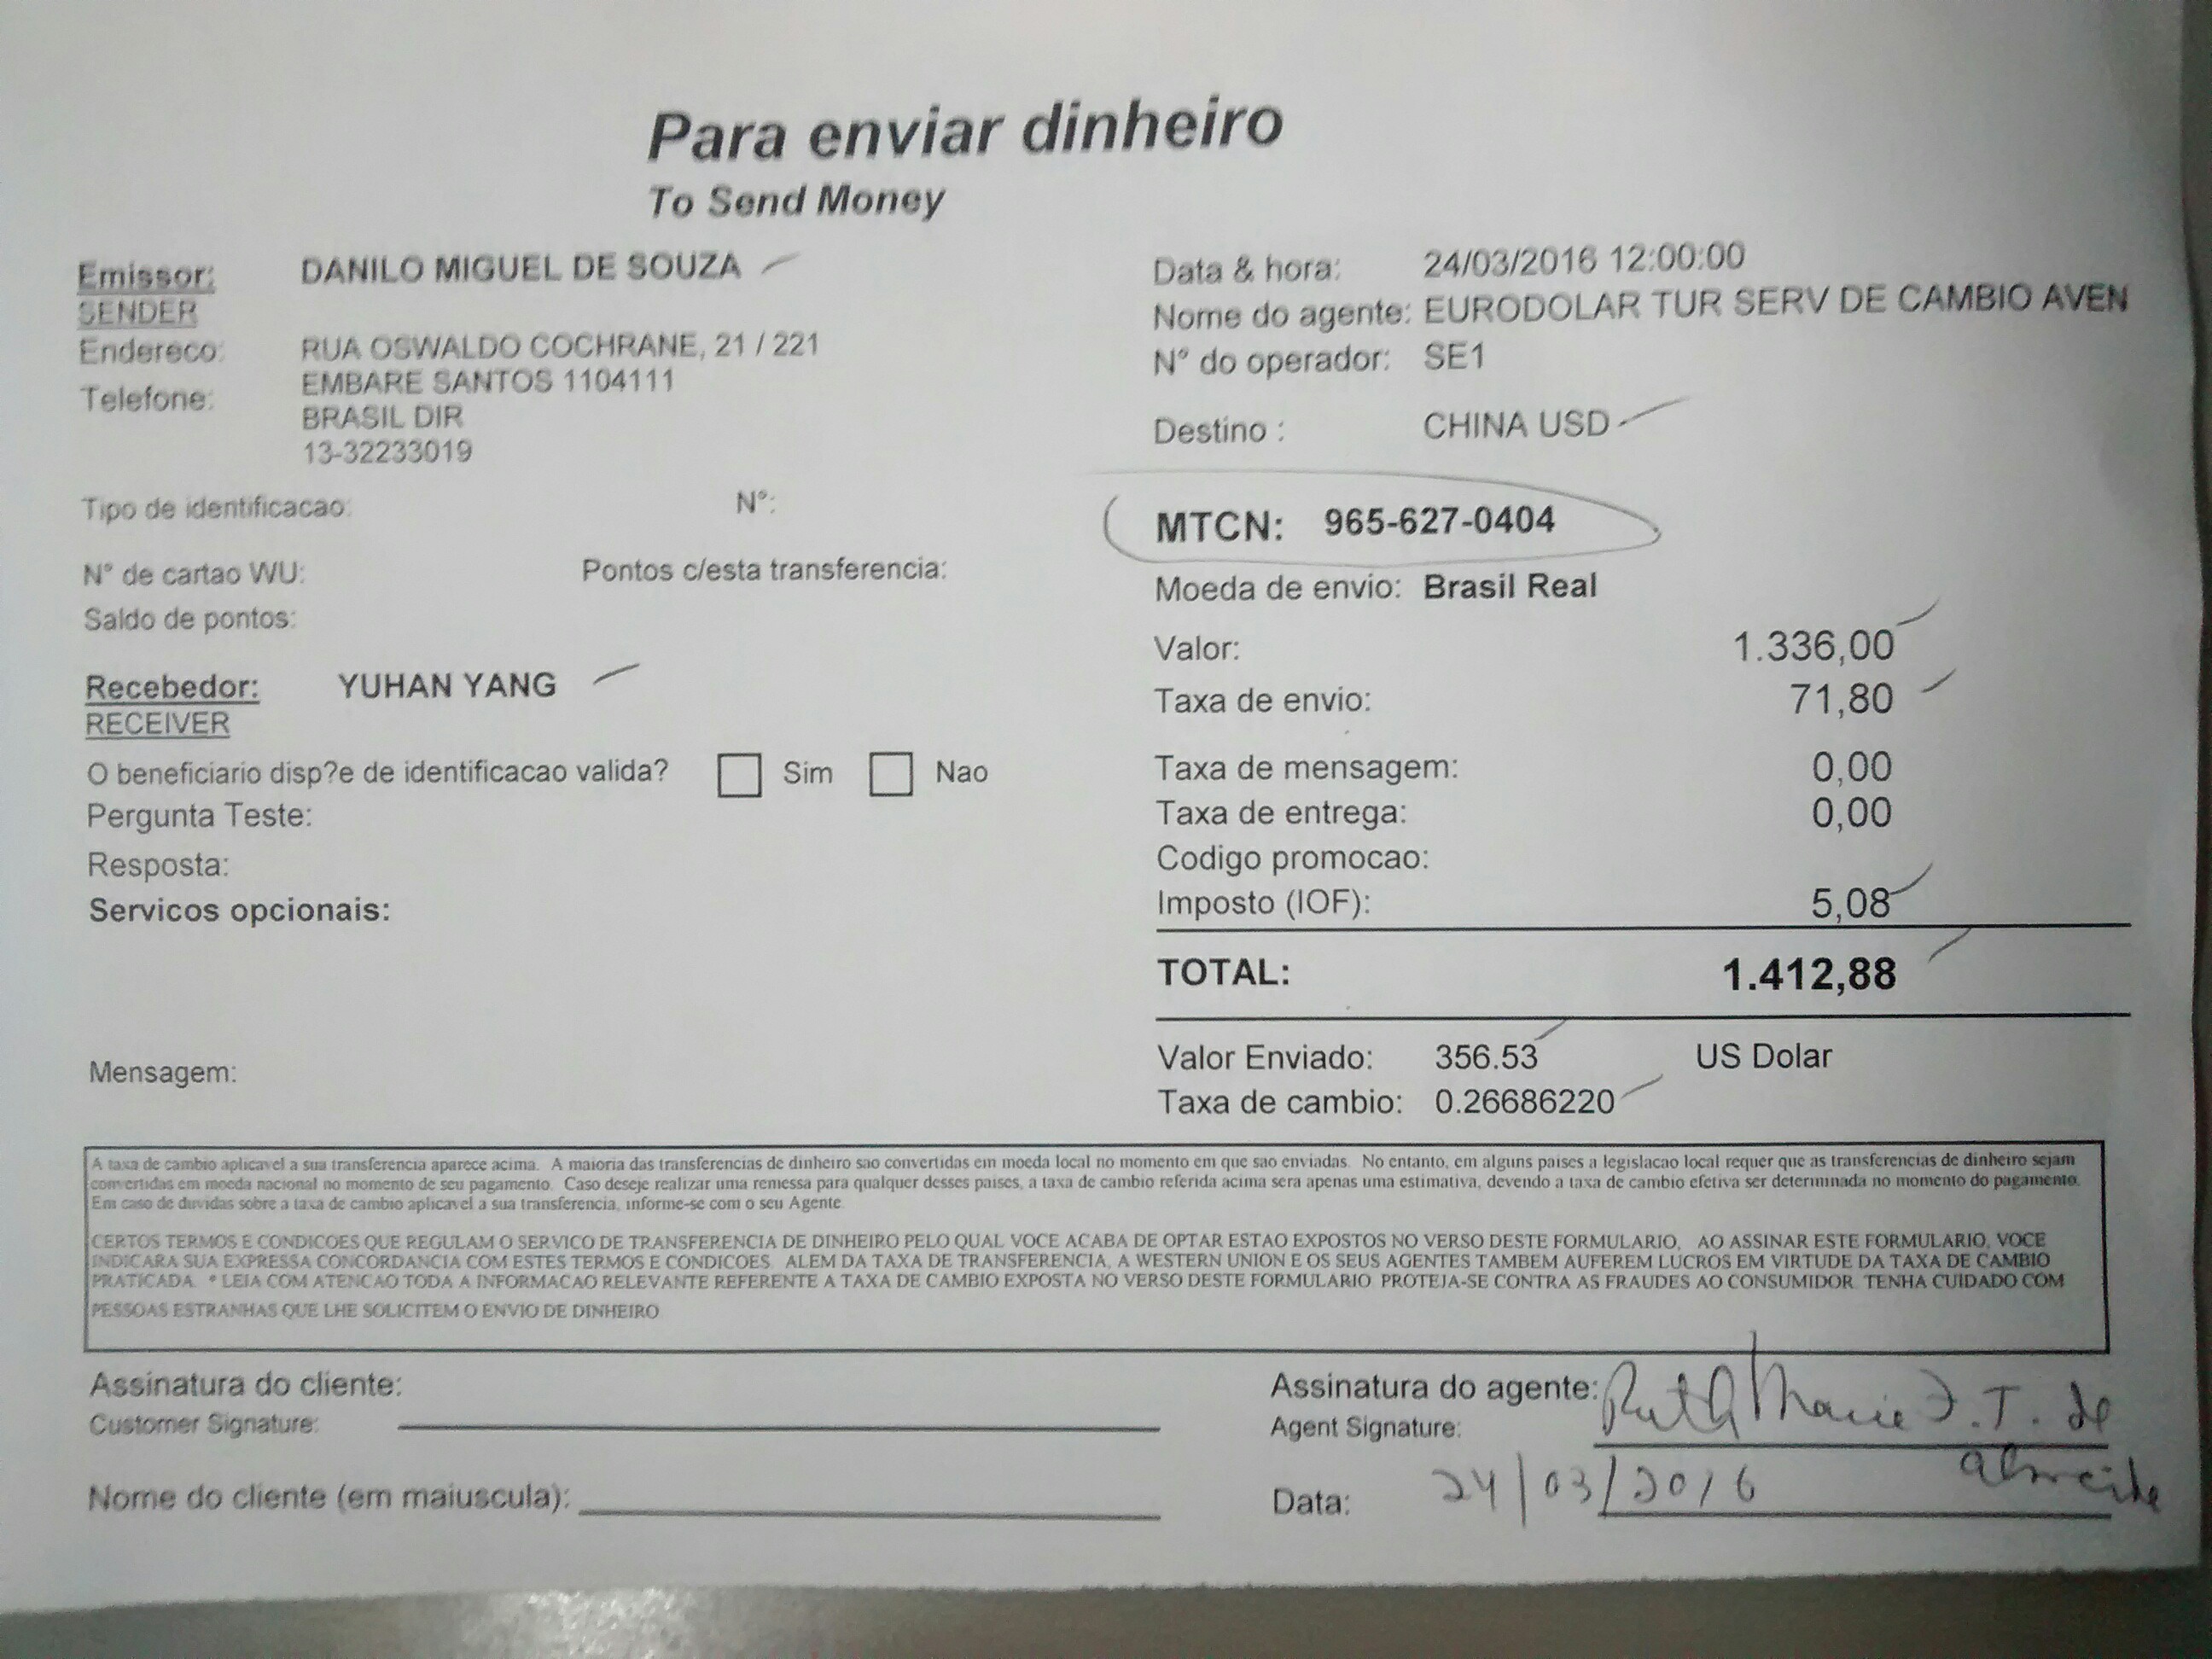 Para enviar dinheiro
To Send Money
Emissor: DANILO MIGUEL DE SOUZA
SENDER
Endereco: RUA OSWALDO COCHRANE, 21 / 221
EMBARE SANTOS 1104111
Telefone: BRASIL DIR
13-32233019
Data & hora: 24/03/2016 12:00:00
Nome do agente: EURODOLAR TUR SERV DE CAMBIO AVEN
N° do operador: SE1
Destino : CHINA USD
Tipo de identificacao: N°:
N° de cartao WU: Pontos c/esta transferencia:
Saldo de pontos:
MTCN: 965-627-0404
Moeda de envio: Brasil Real
Valor: 1.336,00
Taxa de envio: 71,80
Taxa de mensagem: 0,00
Taxa de entrega: 0,00
Codigo promocao:
Imposto (IOF): 5,08
TOTAL: 1.412,88
Valor Enviado: 356.53 US Dolar
Taxa de cambio: 0.26686220
Recebedor: YUHAN YANG
RECEIVER
O beneficiario disp?e de identificacao valida? Sim Nao
Pergunta Teste:
Resposta:
Servicos opcionais:
Mensagem:
A taxa de cambio aplicavel a sua transferencia aparece acima. A maioria das transferencias de dinheiro sao convertidas em moeda local no momento em que sao enviadas. No entanto, em alguns paises a legislacao local requer que as transferencias de dinheiro sejam
convertidas em moeda nacional no momento de seu pagamento. Caso deseje realizar uma remessa para qualquer desses paises, a taxa de cambio referida acima sera apenas uma estimativa, devendo a taxa de cambio efetiva ser determinada no momento do pagamento.
Em caso de duvidas sobre a taxa de cambio aplicavel a sua transferencia, informe-se com o seu Agente.
CERTOS TERMOS E CONDICOES QUE REGULAM O SERVICO DE TRANSFERENCIA DE DINHEIRO PELO QUAL VOCE ACABA DE OPTAR ESTAO EXPOSTOS NO VERSO DESTE FORMULARIO. AO ASSINAR ESTE FORMULARIO, VOCE
INDICARA SUA EXPRESSA CONCORDANCIA COM ESTES TERMOS E CONDICOES. ALEM DA TAXA DE TRANSFERENCIA, A WESTERN UNION E OS SEUS AGENTES TAMBEM AUFEREM LUCROS EM VIRTUDE DA TAXA DE CAMBIO
PRATICADA. * LEIA COM ATENCAO TODA A INFORMACAO RELEVANTE REFERENTE A TAXA DE CAMBIO EXPOSTA NO VERSO DESTE FORMULARIO. PROTEJA-SE CONTRA AS FRAUDES AO CONSUMIDOR. TENHA CUIDADO COM
PESSOAS ESTRANHAS QUE LHE SOLICITEM O ENVIO DE DINHEIRO
Assinatura do cliente:
Customer Signature:
Nome do cliente (em maiuscula):
Assinatura do agente: Ruth Marie F. T. de
Agent Signature: Almeida
Data: 24/03/2016